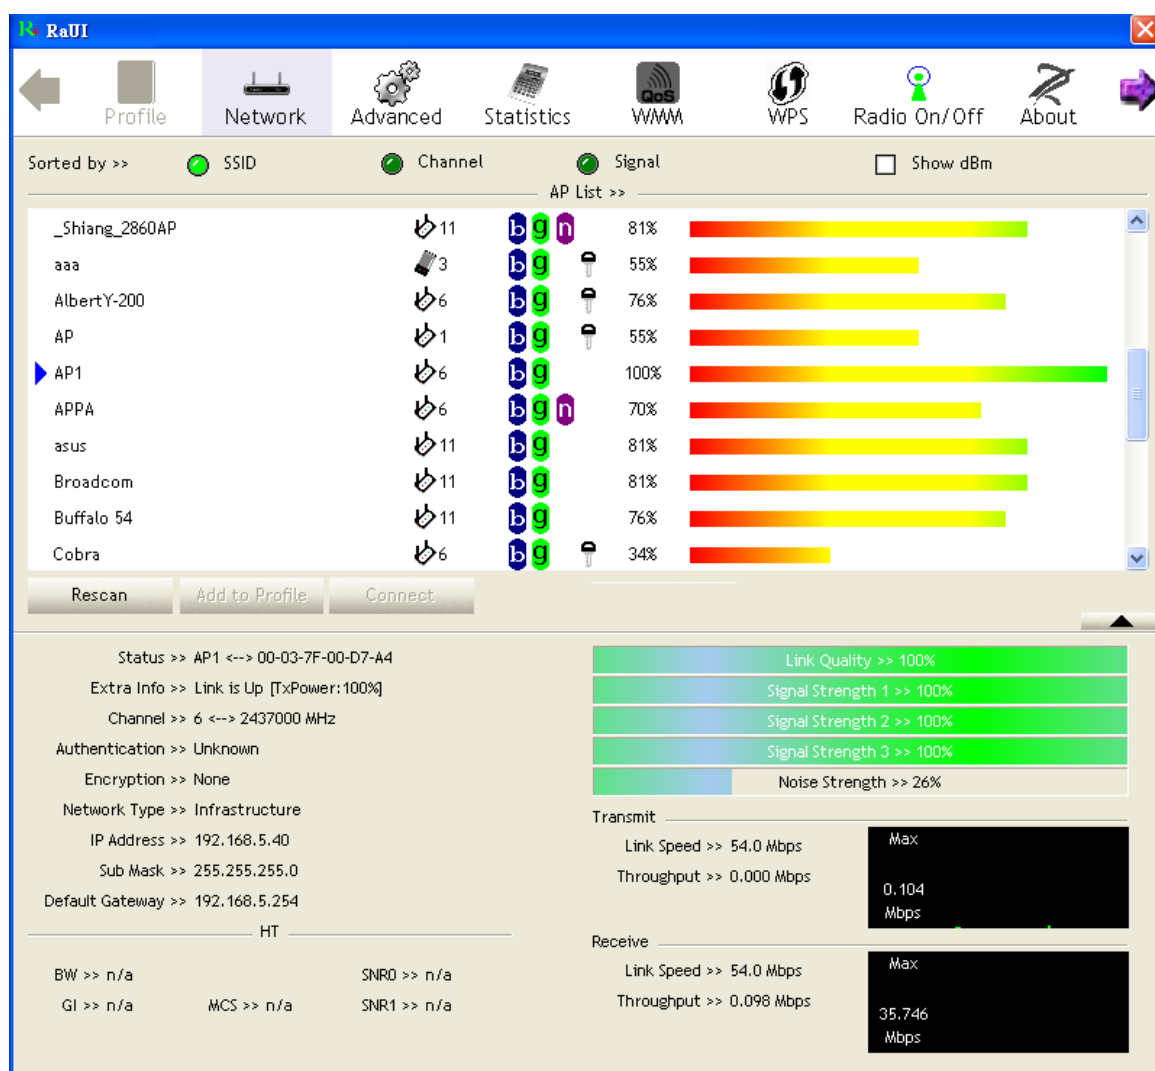 RaUI
Profile Network Advanced Statistics QoS WMM WPS Radio On/Off About
Sorted by >> SSID Channel Signal Show dBm
AP List >>
_Shiang_2860AP 11 b g n 81%
aaa 3 b g 55%
AlbertY-200 6 b g 76%
AP 1 b g 55%
AP1 6 b g 100%
APPA 6 b g n 70%
asus 11 b g 81%
Broadcom 11 b g 81%
Buffalo 54 11 b g 76%
Cobra 6 b g 34%
Rescan Add to Profile Connect
Status >> AP1 <--> 00-03-7F-00-D7-A4
Extra Info >> Link is Up [TxPower:100%]
Channel >> 6 <--> 2437000 MHz
Authentication >> Unknown
Encryption >> None
Network Type >> Infrastructure
IP Address >> 192.168.5.40
Sub Mask >> 255.255.255.0
Default Gateway >> 192.168.5.254
HT
BW >> n/a SNR0 >> n/a
GI >> n/a MCS >> n/a SNR1 >> n/a
Link Quality >> 100%
Signal Strength 1 >> 100%
Signal Strength 2 >> 100%
Signal Strength 3 >> 100%
Noise Strength >> 26%
Transmit
Link Speed >> 54.0 Mbps
Throughput >> 0.000 Mbps
Max
0.104
Mbps
Receive
Link Speed >> 54.0 Mbps
Throughput >> 0.098 Mbps
Max
35.746
Mbps